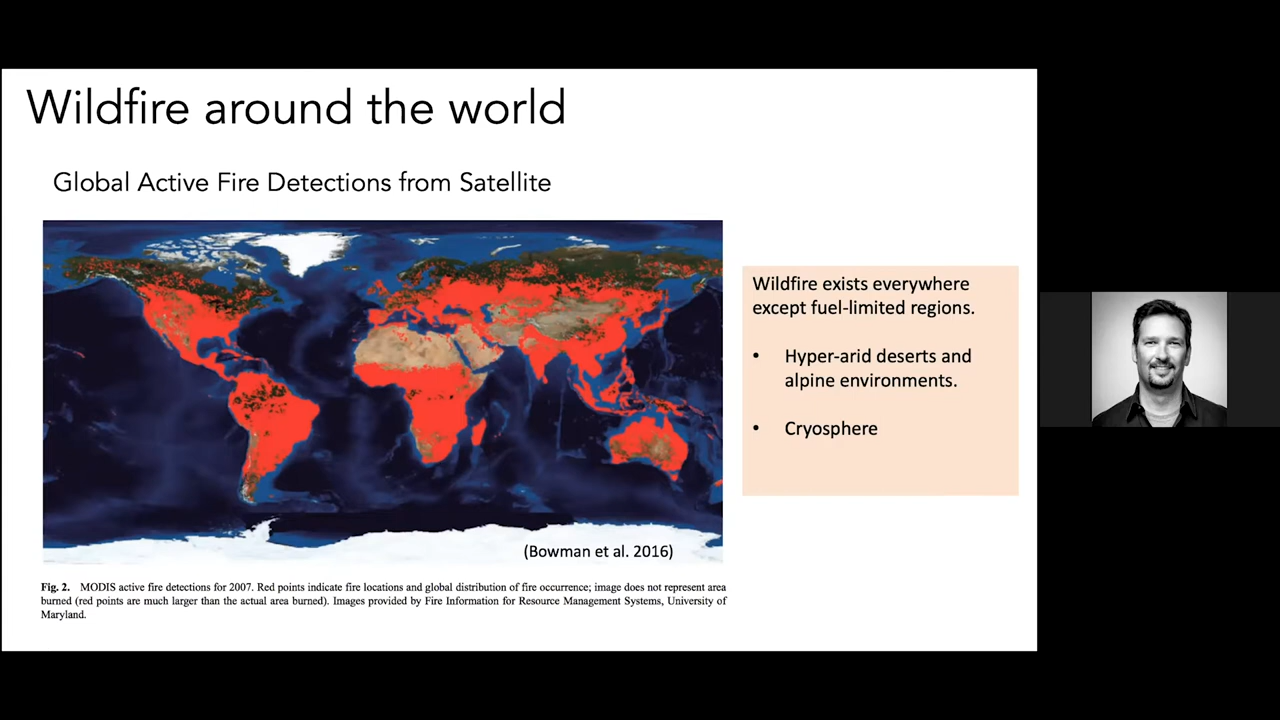 Wildfire around the world
Global Active Fire Detections from Satellite
(Bowman et al. 2016)
Fig. 2. MODIS active fire detections for 2007. Red points indicate fire locations and global distribution of fire occurrence; image does not represent area
burned (red points are much larger than the actual area burned). Images provided by Fire Information for Resource Management Systems, University of
Maryland.
Wildfire exists everywhere
except fuel-limited regions.
• Hyper-arid deserts and
alpine environments.
• Cryosphere